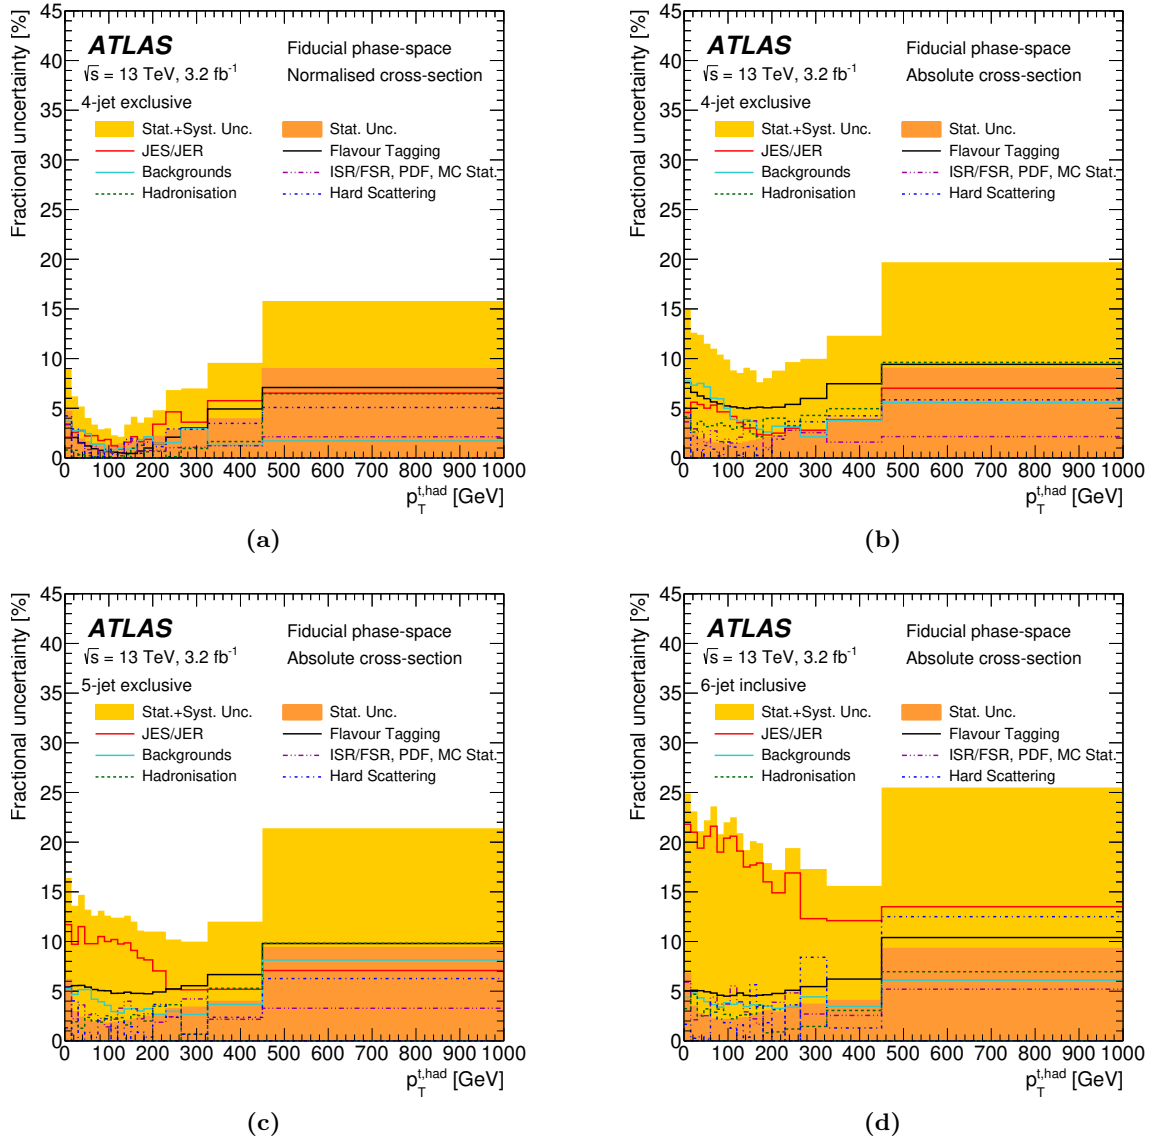 Fractional uncertainty [%]
45
40
35
30
25
20
15
10
5
0
ATLAS
Fiducial phase-space
√s = 13 TeV, 3.2 fb-1
Normalised cross-section
4-jet exclusive
Stat.+Syst. Unc.
Stat. Unc.
JES/JER
Flavour Tagging
Backgrounds
ISR/FSR, PDF, MC Stat.
Hadronisation
Hard Scattering
0 100 200 300 400 500 600 700 800 900 1000
p_T^{t,had} [GeV]
(a)
Fractional uncertainty [%]
45
40
35
30
25
20
15
10
5
0
ATLAS
Fiducial phase-space
√s = 13 TeV, 3.2 fb-1
Absolute cross-section
4-jet exclusive
Stat.+Syst. Unc.
Stat. Unc.
JES/JER
Flavour Tagging
Backgrounds
ISR/FSR, PDF, MC Stat.
Hadronisation
Hard Scattering
0 100 200 300 400 500 600 700 800 900 1000
p_T^{t,had} [GeV]
(b)
Fractional uncertainty [%]
45
40
35
30
25
20
15
10
5
0
ATLAS
Fiducial phase-space
√s = 13 TeV, 3.2 fb-1
Absolute cross-section
5-jet exclusive
Stat.+Syst. Unc.
Stat. Unc.
JES/JER
Flavour Tagging
Backgrounds
ISR/FSR, PDF, MC Stat.
Hadronisation
Hard Scattering
0 100 200 300 400 500 600 700 800 900 1000
p_T^{t,had} [GeV]
(c)
Fractional uncertainty [%]
45
40
35
30
25
20
15
10
5
0
ATLAS
Fiducial phase-space
√s = 13 TeV, 3.2 fb-1
Absolute cross-section
6-jet inclusive
Stat.+Syst. Unc.
Stat. Unc.
JES/JER
Flavour Tagging
Backgrounds
ISR/FSR, PDF, MC Stat.
Hadronisation
Hard Scattering
0 100 200 300 400 500 600 700 800 900 1000
p_T^{t,had} [GeV]
(d)